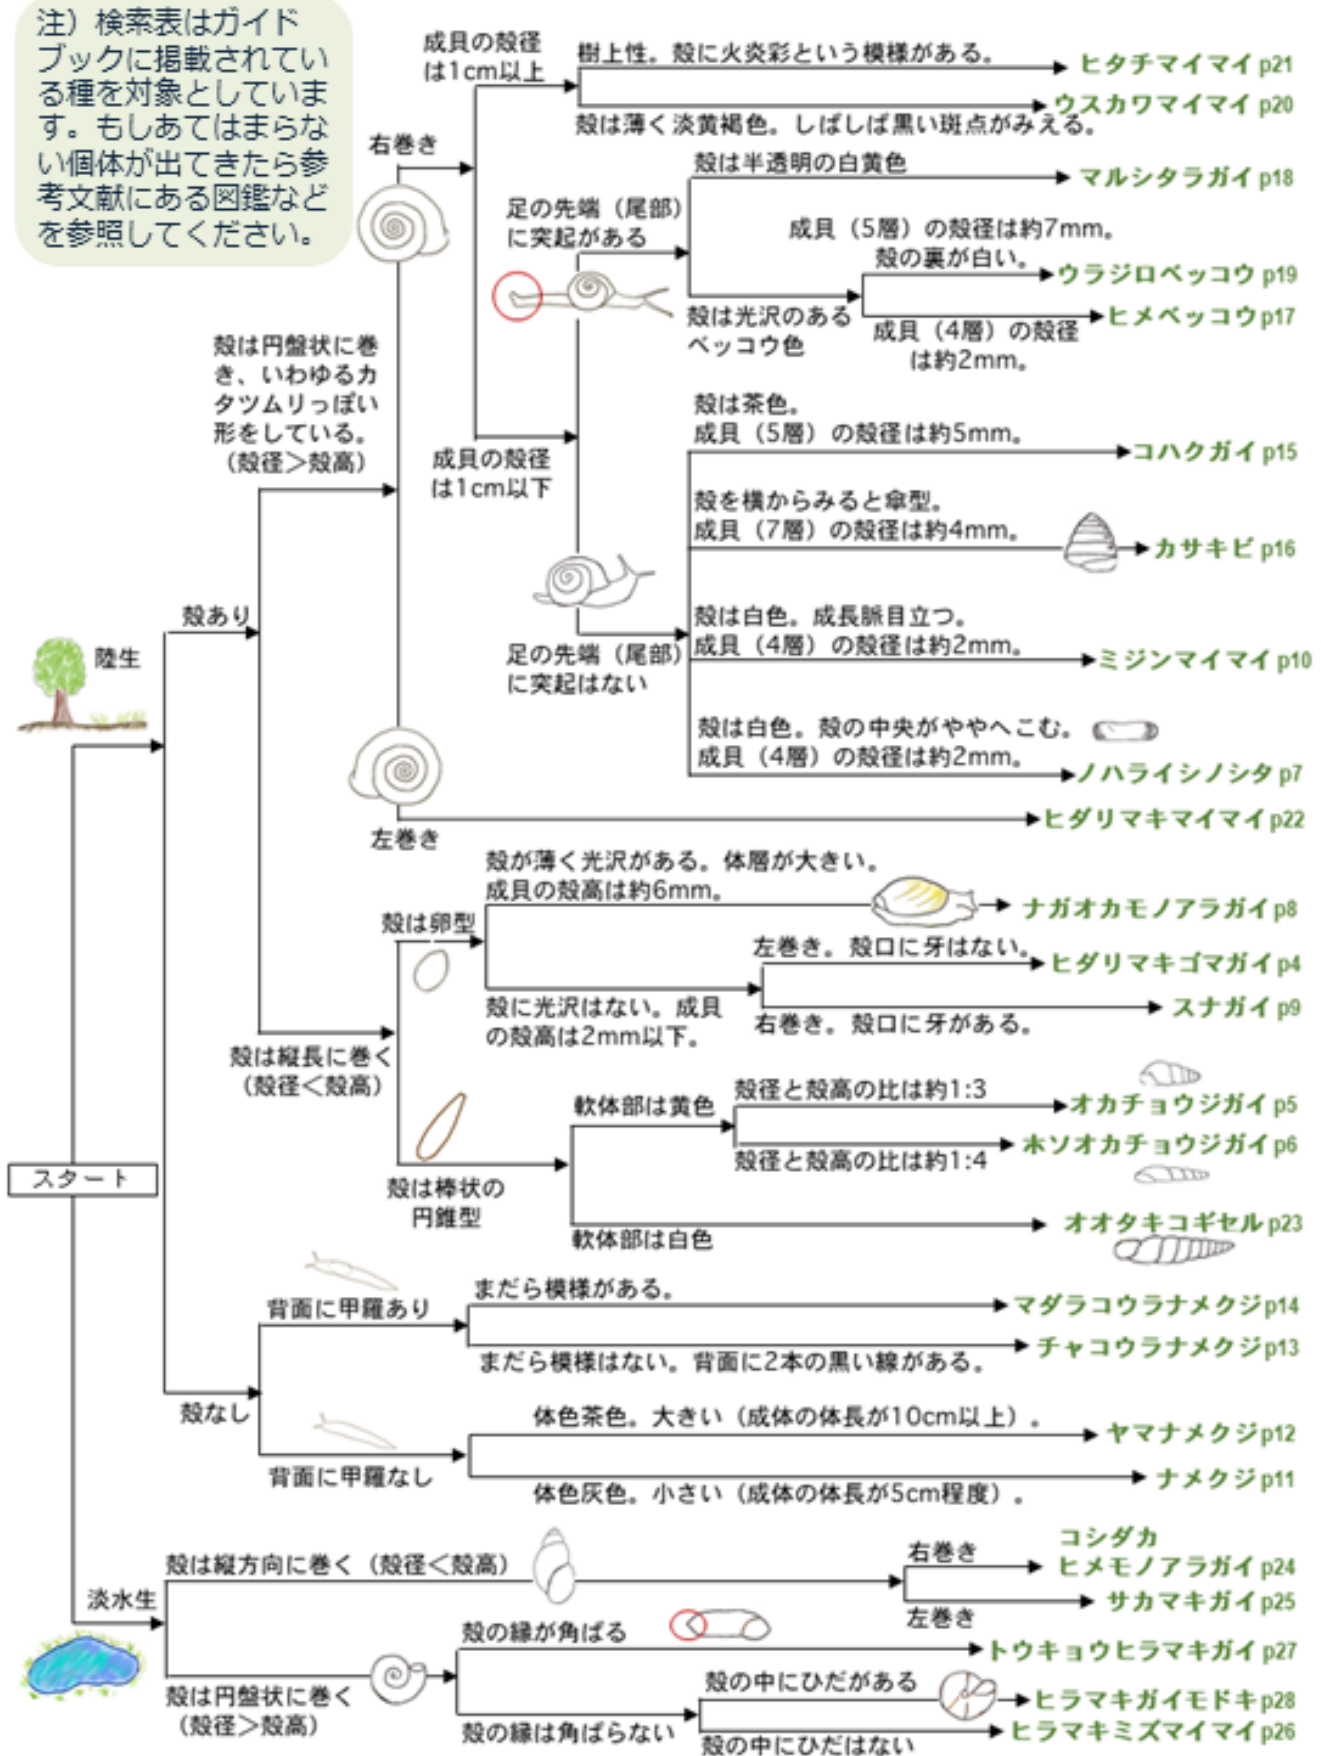 注）検索表はガイド
ブックに掲載されてい
る種を対象としていま
す。もしあてはまらな
い個体が出てきたら参
考文献にある図鑑など
を参照してください。
成貝の殻径
は1cm以上
樹上性。殻に火炎彩という模様がある。
ヒタチマイマイ p21
ウスカワマイマイ p20
殻は薄く淡黄褐色。しばしば黒い斑点がみえる。
右巻き
殻は半透明の白黄色
マルシタラガイ p18
足の先端（尾部）
に突起がある
成貝（5層）の殻径は約7mm。
殻の裏が白い。
ウラジロベッコウ p19
殻は光沢のある
ベッコウ色
ヒメベッコウp17
成貝（4層）の殻径
は約2mm。
殻は円盤状に巻
き、いわゆるカ
タツムリっぽい
形をしている。
（殻径＞殻高）
成貝の殻径
は1cm以下
殻は茶色。
成貝（5層）の殻径は約5mm。
コハクガイ p15
殻を横からみると傘型。
成貝（7層）の殻径は約4mm。
カサキビ p16
殻は白色。成長脈目立つ。
成貝（4層）の殻径は約2mm。
ミジンマイマイp10
足の先端（尾部）
に突起はない
殻は白色。殻の中央がややへこむ。
成貝（4層）の殻径は約2mm。
ノハライシノシタ p7
殻あり
陸生
ヒダリマキマイマイp22
左巻き
殻が薄く光沢がある。体層が大きい。
成貝の殻高は約6mm。
ナガオカモノアラガイp8
殻は卵型
左巻き。殻口に牙はない。
ヒダリマキゴマガイp4
殻に光沢はない。成貝
の殻高は2mm以下。
スナガイ p9
右巻き。殻口に牙がある。
殻は縦長に巻く
（殻径＜殻高）
軟体部は黄色
殻径と殻高の比は約1:3
オカチョウジガイ p5
ホソオカチョウジガイ p6
殻径と殻高の比は約1:4
殻は棒状の
円錐型
オオタキコギセルp23
軟体部は白色
スタート
背面に甲羅あり
まだら模様がある。
マダラコウラナメクジp14
チャコウラナメクジp13
まだら模様はない。背面に2本の黒い線がある。
殻なし
体色茶色。大きい（成体の体長が10cm以上）。
ヤマナメクジp12
背面に甲羅なし
ナメクジp11
体色灰色。小さい（成体の体長が5cm程度）。
殻は縦方向に巻く（殻径＜殻高）
右巻き
コシダカ
ヒメモノアラガイ p24
サカマキガイp25
左巻き
淡水生
殻の縁が角ばる
トウキョウヒラマキガイ p27
殻は円盤状に巻く
（殻径＞殻高）
殻の中にひだがある
ヒラマキガイモドキ p28
殻の縁は角ばらない
ヒラマキミズマイマイ p26
殻の中にひだはない